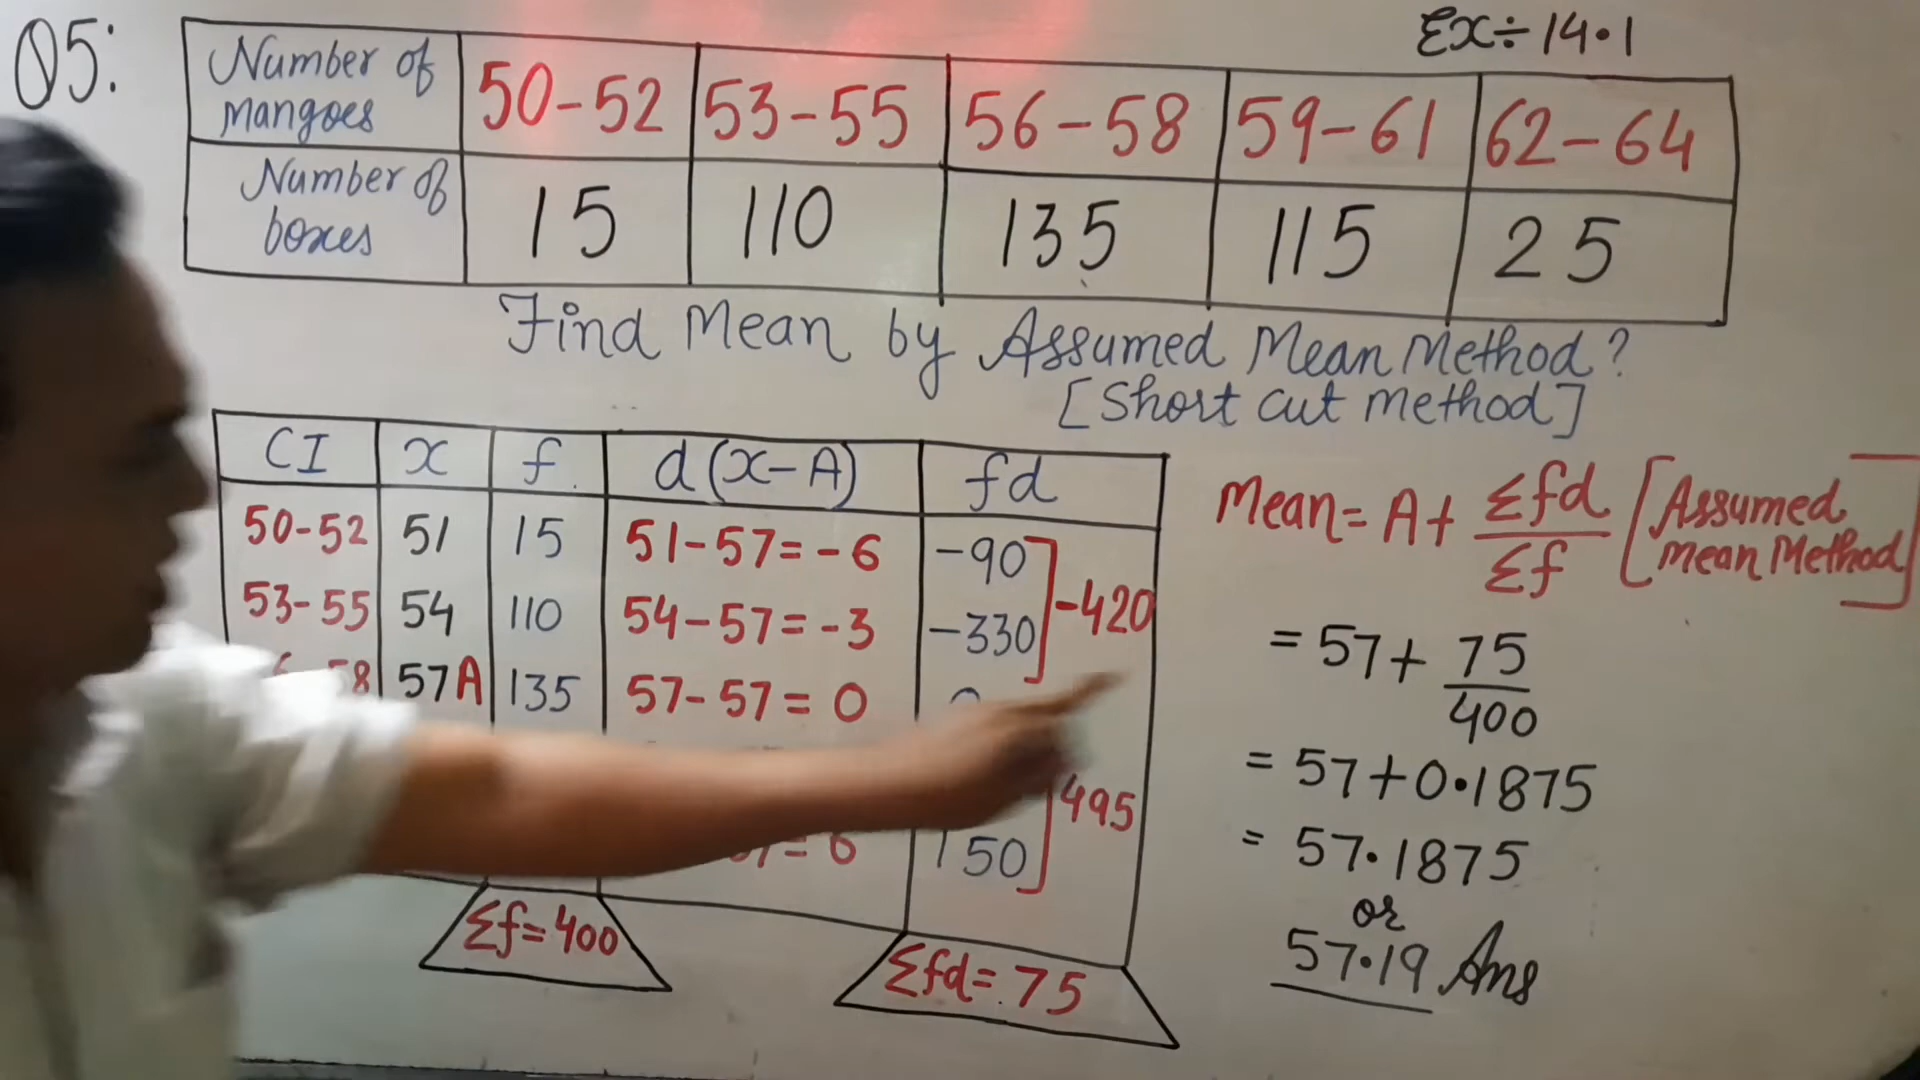 Q5:
Ex÷14.1
Number of mangoes 50-52 53-55 56-58 59-61 62-64
Number of boxes 15 110 135 115 25
Find Mean by Assumed Mean Method?
[Short cut method]
CI x f d(x-A) fd
50-52 51 15 51-57=-6 -90
53-55 54 110 54-57=-3 -330
-420
8 57A 135 57-57=0
495
=6 150
Σf=400
Σfd=75
Mean=A+Σfd/Σf [Assumed mean Method]
=57+75/400
=57+0.1875
=57.1875
or
57.19 Ans